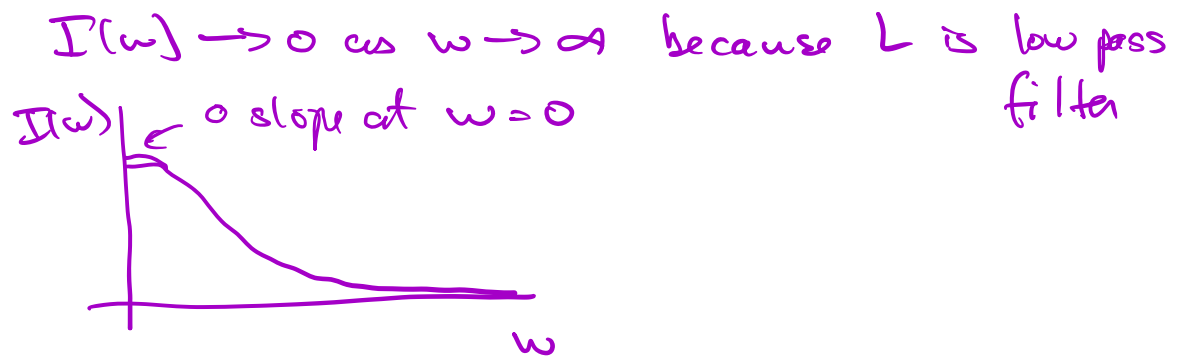 I(w) → 0 as w → ∞ because L is low pass
filter
I(w) 0 slope at w = 0
w